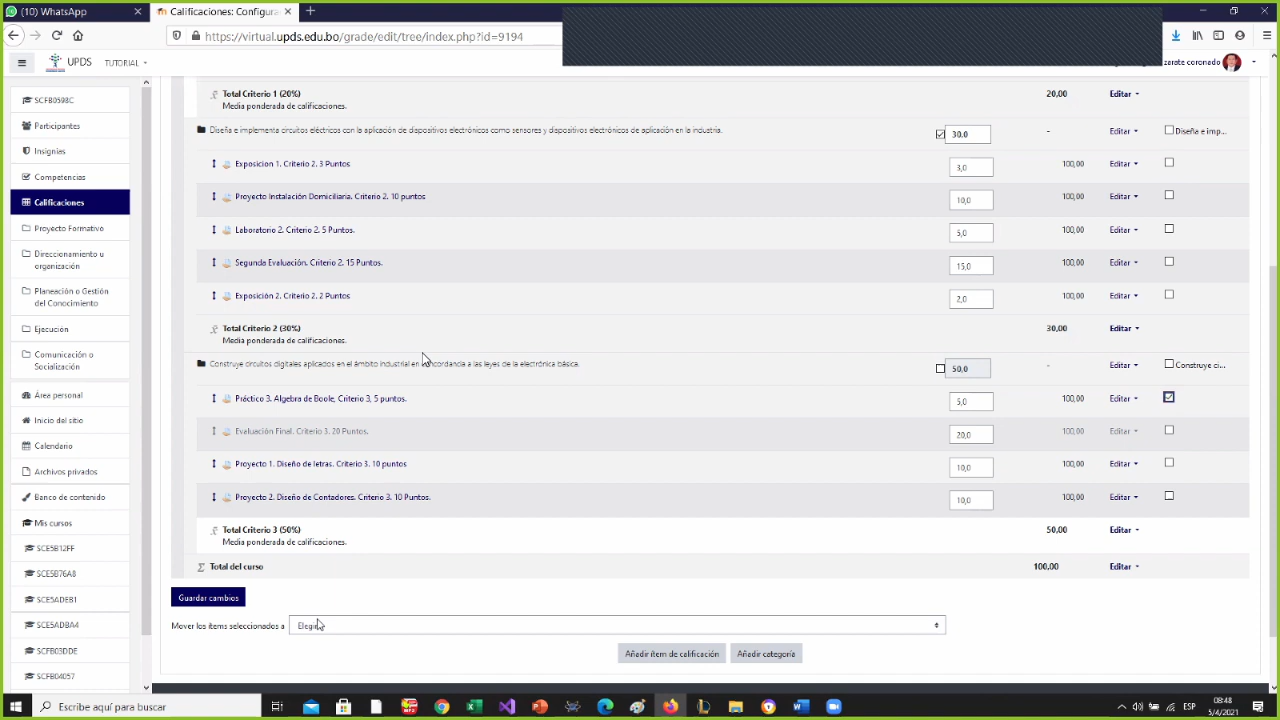 (10) WhatsApp
Calificaciones: Configura
https://virtual.upds.edu.bo/grade/edit/tree/index.php?id=9194
UPDS TUTORIAL
zarate coronado
SCFB0598C
Participantes
Insignias
Competencias
Calificaciones
Proyecto Formativo
Direccionamiento u
organización
Planeación o Gestión
del Conocimiento
Ejecución
Comunicación o
Socialización
Área personal
Inicio del sitio
Calendario
Archivos privados
Banco de contenido
Mis cursos
SCE5B12FF
SCE5B76A8
SCE5ADEB1
SCE5ADBA4
SCFB03DDE
SCFB04057
Total Criterio 1 (20%) 20,00 Editar
Media ponderada de calificaciones.
Diseña e implementa circuitos eléctricos con la aplicación de dispositivos electrónicos como sensores y dispositivos electrónicos de aplicación en la industria. 30.0 - Editar Diseña e imp...
Exposicion 1. Criterio 2. 3 Puntos 3,0 100,00 Editar
Proyecto Instalación Domiciliaria. Criterio 2. 10 puntos 10,0 100,00 Editar
Laboratorio 2. Criterio 2. 5 Puntos. 5,0 100,00 Editar
Segunda Evaluación. Criterio 2. 15 Puntos. 15,0 100,00 Editar
Exposición 2. Criterio 2. 2 Puntos 2,0 100,00 Editar
Total Criterio 2 (30%) 30,00 Editar
Media ponderada de calificaciones.
Construye circuitos digitales aplicados en el ámbito industrial en concordancia a las leyes de la electrónica básica. 50,0 - Editar Construye ci...
Práctico 3. Algebra de Boole, Criterio 3, 5 puntos. 5,0 100,00 Editar
Evaluación Final. Criterio 3. 20 Puntos. 20,0 100,00 Editar
Proyecto 1. Diseño de letras. Criterio 3. 10 puntos 10,0 100,00 Editar
Proyecto 2. Diseño de Contadores. Criterio 3. 10 Puntos. 10,0 100,00 Editar
Total Criterio 3 (50%) 50,00 Editar
Media ponderada de calificaciones.
Total del curso 100.00 Editar
Guardar cambios
Mover los ítems seleccionados a
Añadir ítem de calificación Añadir categoría
Escribe aquí para buscar
ESP
08:48
5/4/2021